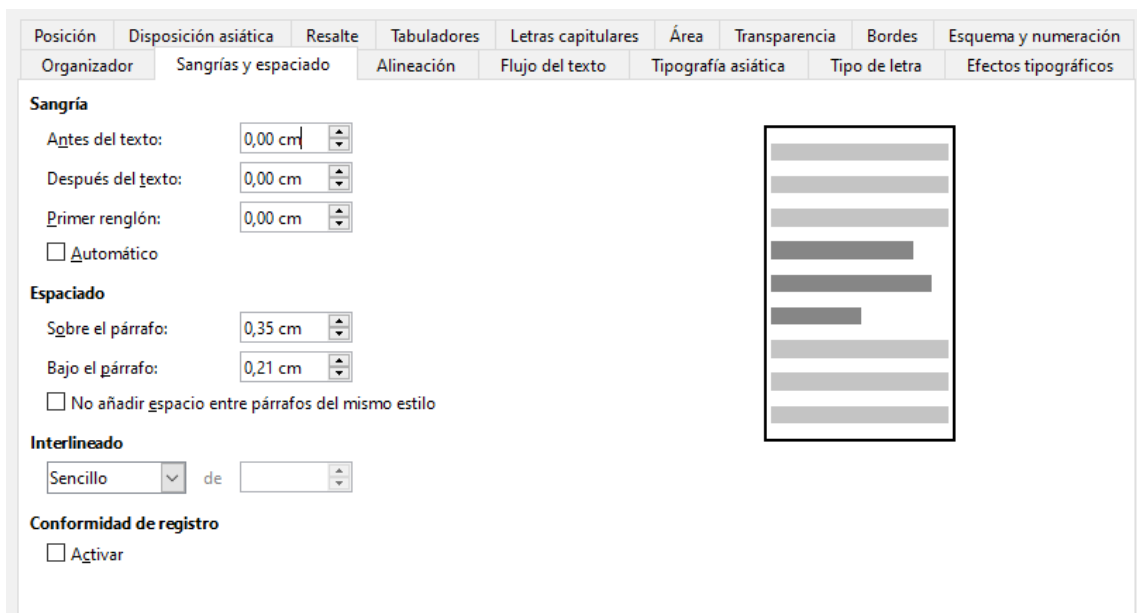 Posición Disposición asiática Resalte Tabuladores Letras capitulares Área Transparencia Bordes Esquema y numeración
Organizador Sangrías y espaciado Alineación Flujo del texto Tipografía asiática Tipo de letra Efectos tipográficos
Sangría
Antes del texto: 0,00 cm
Después del texto: 0,00 cm
Primer renglón: 0,00 cm
Automático
Espaciado
Sobre el párrafo: 0,35 cm
Bajo el párrafo: 0,21 cm
No añadir espacio entre párrafos del mismo estilo
Interlineado
Sencillo de
Conformidad de registro
Activar